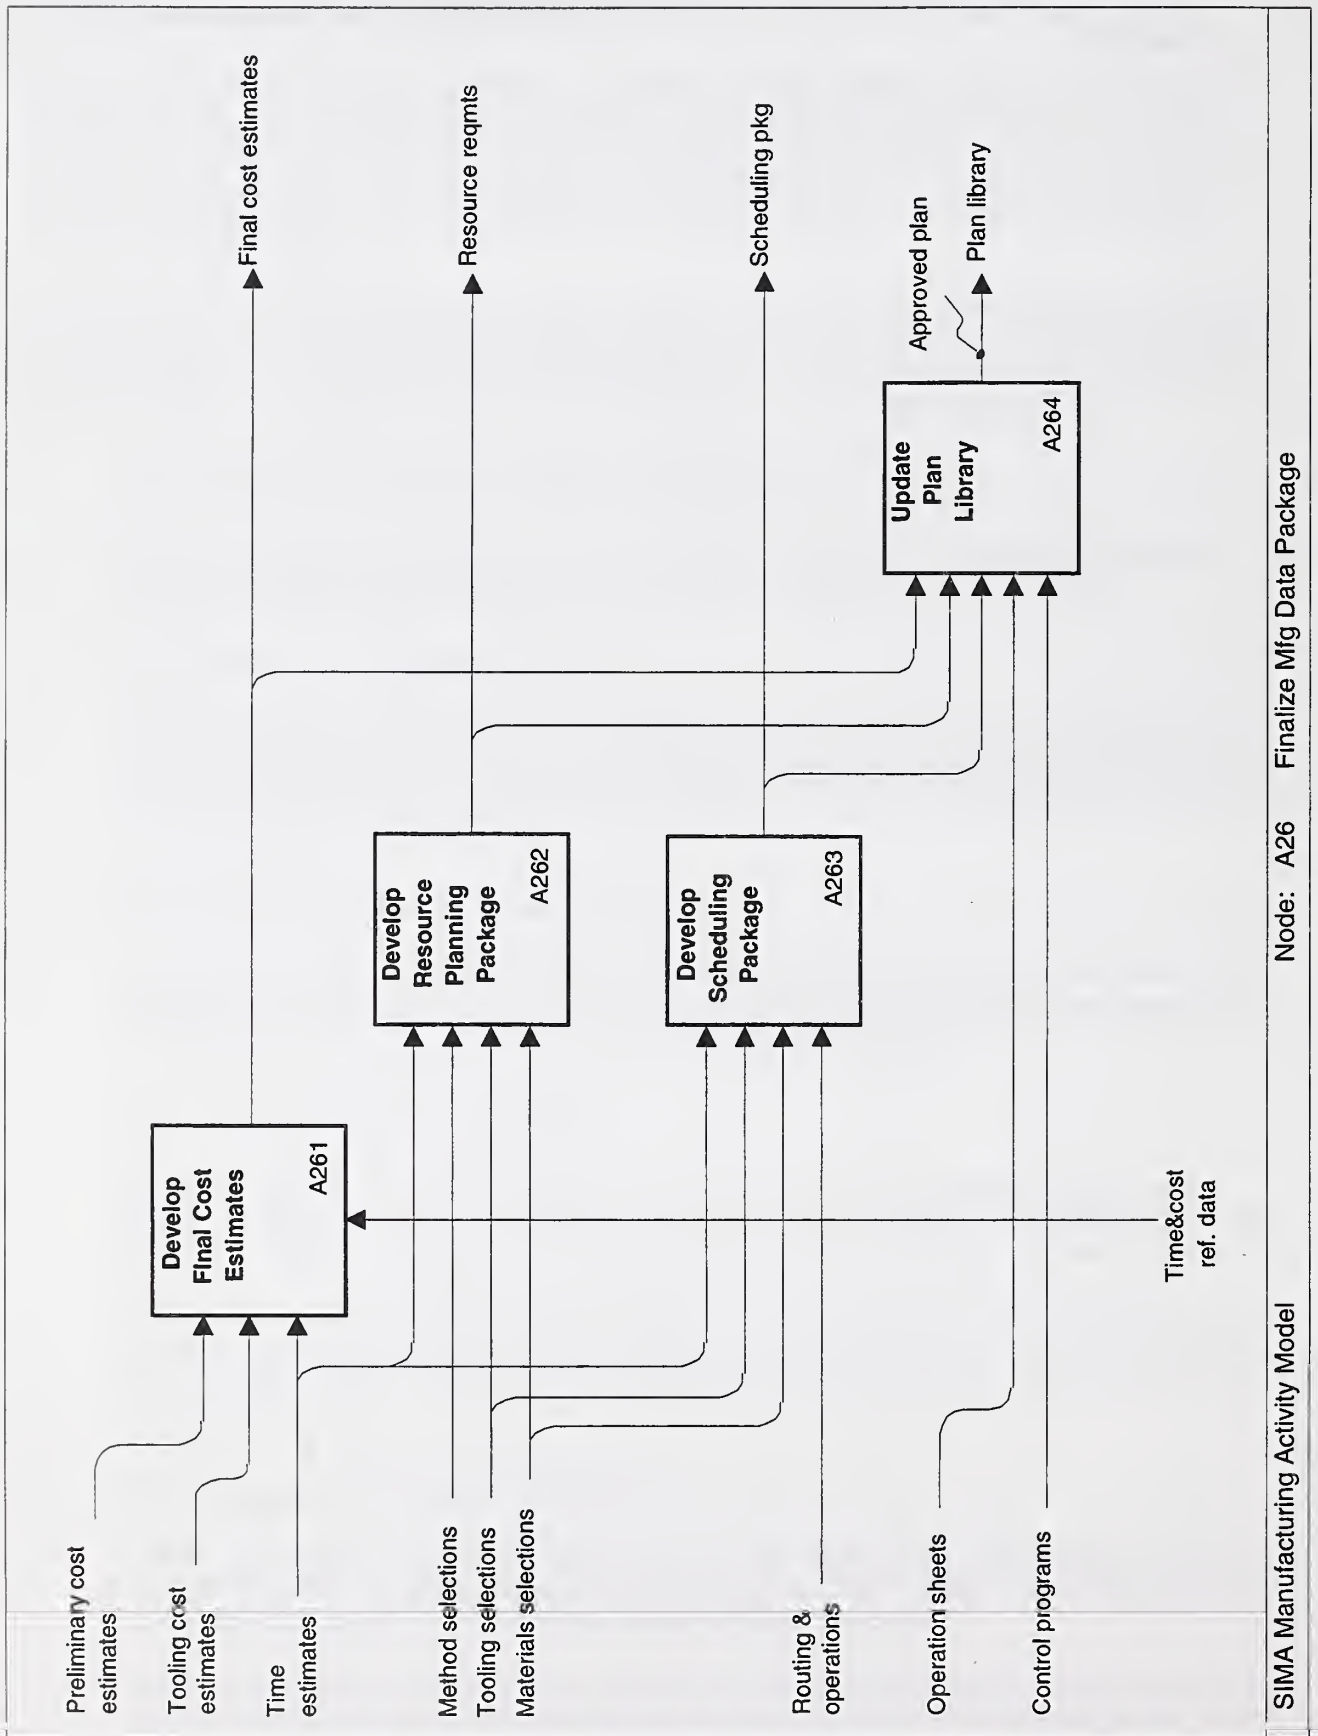 Preliminary cost
estimates
Tooling cost
estimates
Time
estimates
Method selections
Tooling selections
Materials selections
Routing &
operations
Operation sheets
Control programs
Develop
FInal Cost
Estimates
A261
Time&cost
ref. data
Develop
Resource
Planning
Package
A262
Develop
Scheduling
Package
A263
Update
Plan
Library
A264
Final cost estimates
Resource reqmts
Scheduling pkg
Approved plan
Plan library
SIMA Manufacturing Activity Model
Node: A26
Finalize Mfg Data Package